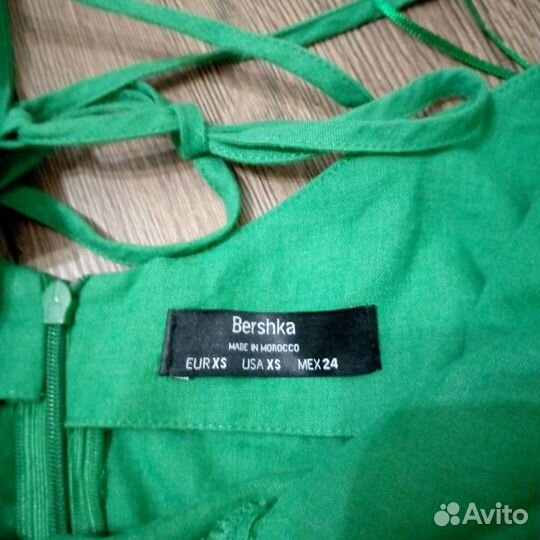 Bershka
MADE IN MOROCCO
EUR XS USA XS MEX 24
Avito